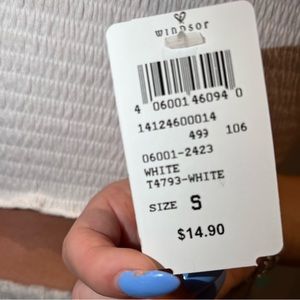 WINDSOR
4 06001 46094 0
14124600014
499 106
06001-2423
WHITE
T4793-WHITE
SIZE S
$14.90